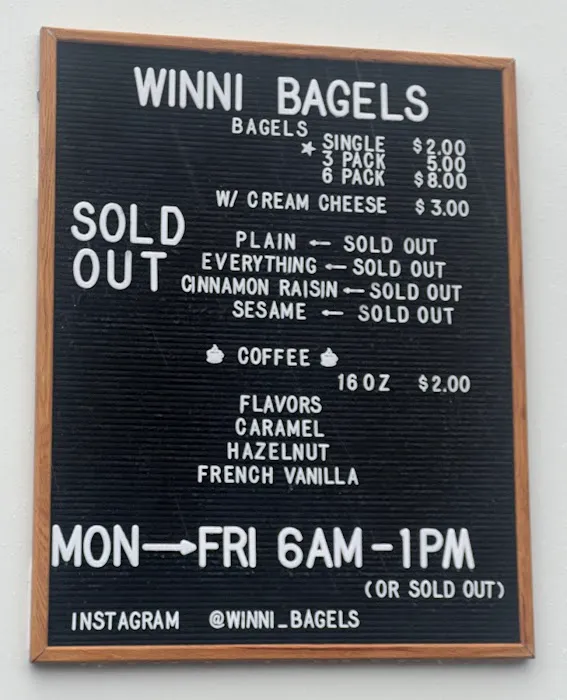 WINNI BAGELS
BAGELS
★ SINGLE $2.00
3 PACK 5.00
6 PACK $8.00
W/ CREAM CHEESE $3.00
SOLD OUT
PLAIN ← SOLD OUT
EVERYTHING ← SOLD OUT
CINNAMON RAISIN ← SOLD OUT
SESAME ← SOLD OUT
COFFEE
16 OZ $2.00
FLAVORS
CARAMEL
HAZELNUT
FRENCH VANILLA
MON→FRI 6AM-1PM
(OR SOLD OUT)
INSTAGRAM @WINNI_BAGELS